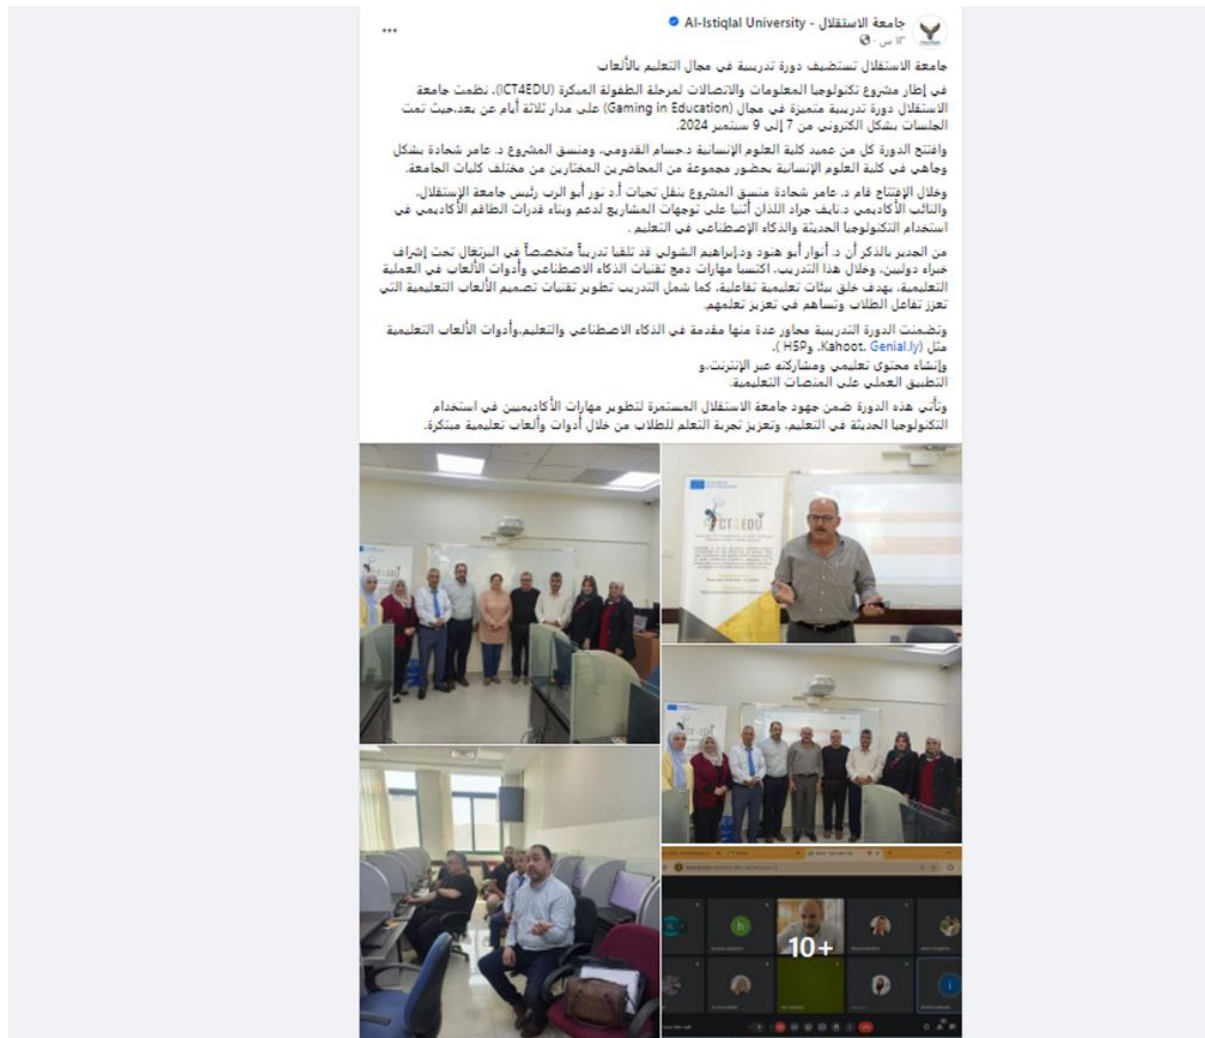 جامعة الاستقلال - Al-Istiqlal University
١٣ س ·
جامعة الاستقلال تستضيف دورة تدريبية في مجال التعليم بالألعاب
في إطار مشروع تكنولوجيا المعلومات والاتصالات لمرحلة الطفولة المبكرة (ICT4EDU)، نظمت جامعة
الاستقلال دورة تدريبية متميزة في مجال (Gaming in Education) على مدار ثلاثة أيام عن بعد،حيث تمت
الجلسات بشكل الكتروني من 7 إلى 9 سبتمبر 2024.
وافتتح الدورة كل من عميد كلية العلوم الإنسانية د.حسام القدومي، ومنسق المشروع د. عامر شحادة بشكل
وجاهي في كلية العلوم الإنسانية بحضور مجموعة من المحاضرين المختارين من مختلف كليات الجامعة.
وخلال الإفتتاح قام د. عامر شحادة منسق المشروع بنقل تحيات أ.د نور أبو الرب رئيس جامعة الإستقلال،
والنائب الأكاديمي د.نايف جراد اللذان أثنيا على توجهات المشاريع لدعم وبناء قدرات الطاقم الأكاديمي في
استخدام التكنولوجيا الحديثة والذكاء الإصطناعي في التعليم .
من الجدير بالذكر أن د. أنوار أبو هنود ود.إبراهيم الشولي قد تلقيا تدريباً متخصصاً في البرتغال تحت إشراف
خبراء دوليين، وخلال هذا التدريب، اكتسبا مهارات دمج تقنيات الذكاء الاصطناعي وأدوات الألعاب في العملية
التعليمية، بهدف خلق بيئات تعليمية تفاعلية، كما شمل التدريب تطوير تقنيات تصميم الألعاب التعليمية التي
تعزز تفاعل الطلاب وتساهم في تعزيز تعلمهم.
وتضمنت الدورة التدريبية محاور عدة منها مقدمة في الذكاء الاصطناعي والتعليم،وأدوات الألعاب التعليمية
مثل (Kahoot، Genial.ly، وH5P )،
وإنشاء محتوى تعليمي ومشاركته عبر الإنترنت،و
التطبيق العملي على المنصات التعليمية.
وتأتي هذه الدورة ضمن جهود جامعة الاستقلال المستمرة لتطوير مهارات الأكاديميين في استخدام
التكنولوجيا الحديثة في التعليم، وتعزيز تجربة التعلم للطلاب من خلال أدوات وألعاب تعليمية مبتكرة.
ICT4EDU
10+